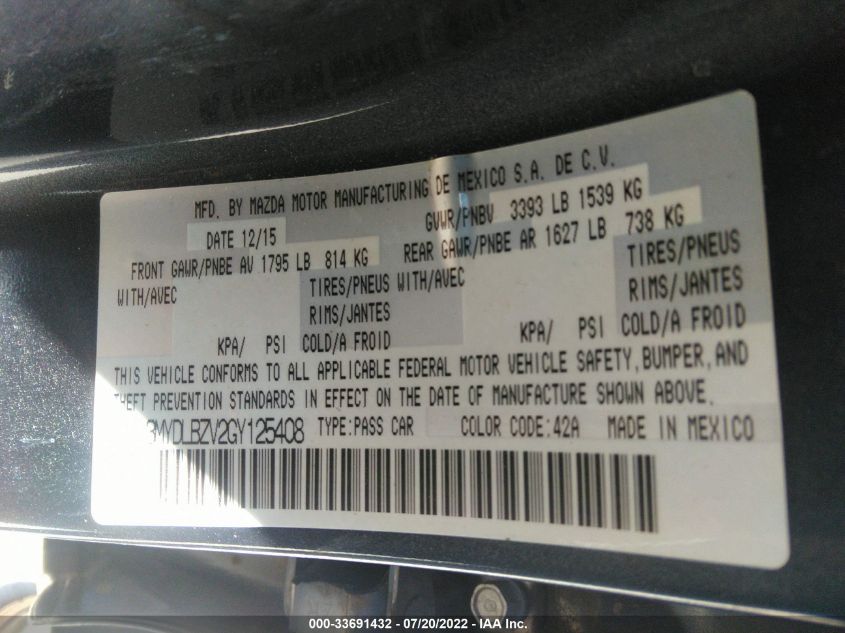 MFD. BY MAZDA MOTOR MANUFACTURING DE MEXICO S.A. DE C.V.
DATE 12/15 GVWR/PNBV 3393 LB 1539 KG
FRONT GAWR/PNBE AV 1795 LB 814 KG REAR GAWR/PNBE AR 1627 LB 738 KG
WITH/AVEC TIRES/PNEUS WITH/AVEC TIRES/PNEUS
RIMS/JANTES RIMS/JANTES
KPA/ PSI COLD/A FROID KPA/ PSI COLD/A FROID
THIS VEHICLE CONFORMS TO ALL APPLICABLE FEDERAL MOTOR VEHICLE SAFETY, BUMPER, AND
THEFT PREVENTION STANDARDS IN EFFECT ON THE DATE OF MANUFACTURE SHOWN ABOVE.
3MYDLBZV2GY125408 TYPE:PASS CAR COLOR CODE:42A MADE IN MEXICO
000-33691432 / 07/20/2022 - IAA Inc.